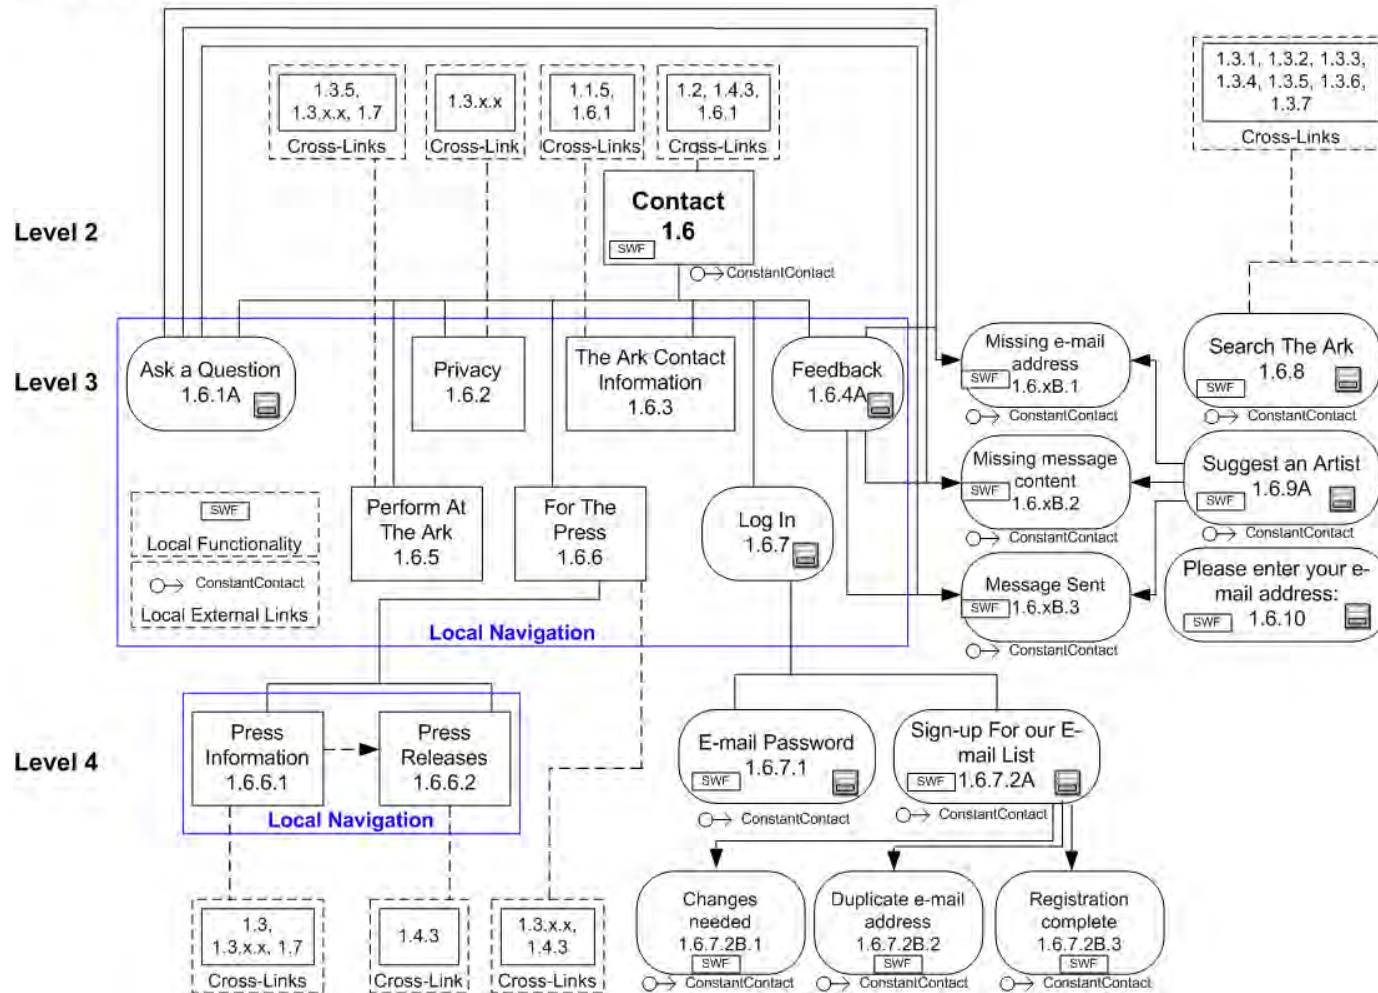 1.3.5,
1.3.x.x, 1.7
Cross-Links
1.3.x.x
Cross-Link
1.1.5,
1.6.1
Cross-Links
1.2, 1.4.3,
1.6.1
Cross-Links
1.3.1, 1.3.2, 1.3.3,
1.3.4, 1.3.5, 1.3.6,
1.3.7
Cross-Links
Level 2
Contact
1.6
SWF
ConstantContact
Level 3
Ask a Question
1.6.1A
Privacy
1.6.2
The Ark Contact
Information
1.6.3
Feedback
1.6.4A
Missing e-mail
address
SWF
1.6.xB.1
ConstantContact
Search The Ark
1.6.8
SWF
ConstantContact
SWF
Local Functionality
ConstantContact
Local External Links
Perform At
The Ark
1.6.5
For The
Press
1.6.6
Log In
1.6.7
Missing message
content
SWF
1.6.xB.2
ConstantContact
Suggest an Artist
1.6.9A
SWF
ConstantContact
Message Sent
1.6.xB.3
SWF
ConstantContact
Please enter your e-
mail address:
1.6.10
SWF
Local Navigation
Level 4
Press
Information
1.6.6.1
Press
Releases
1.6.6.2
Local Navigation
E-mail Password
1.6.7.1
SWF
ConstantContact
Sign-up For our E-
mail List
1.6.7.2A
SWF
ConstantContact
1.3,
1.3.x.x, 1.7
Cross-Links
1.4.3
Cross-Link
1.3.x.x,
1.4.3
Cross-Links
Changes
needed
1.6.7.2B.1
SWF
ConstantContact
Duplicate e-mail
address
1.6.7.2B.2
SWF
ConstantContact
Registration
complete
1.6.7.2B.3
SWF
ConstantContact